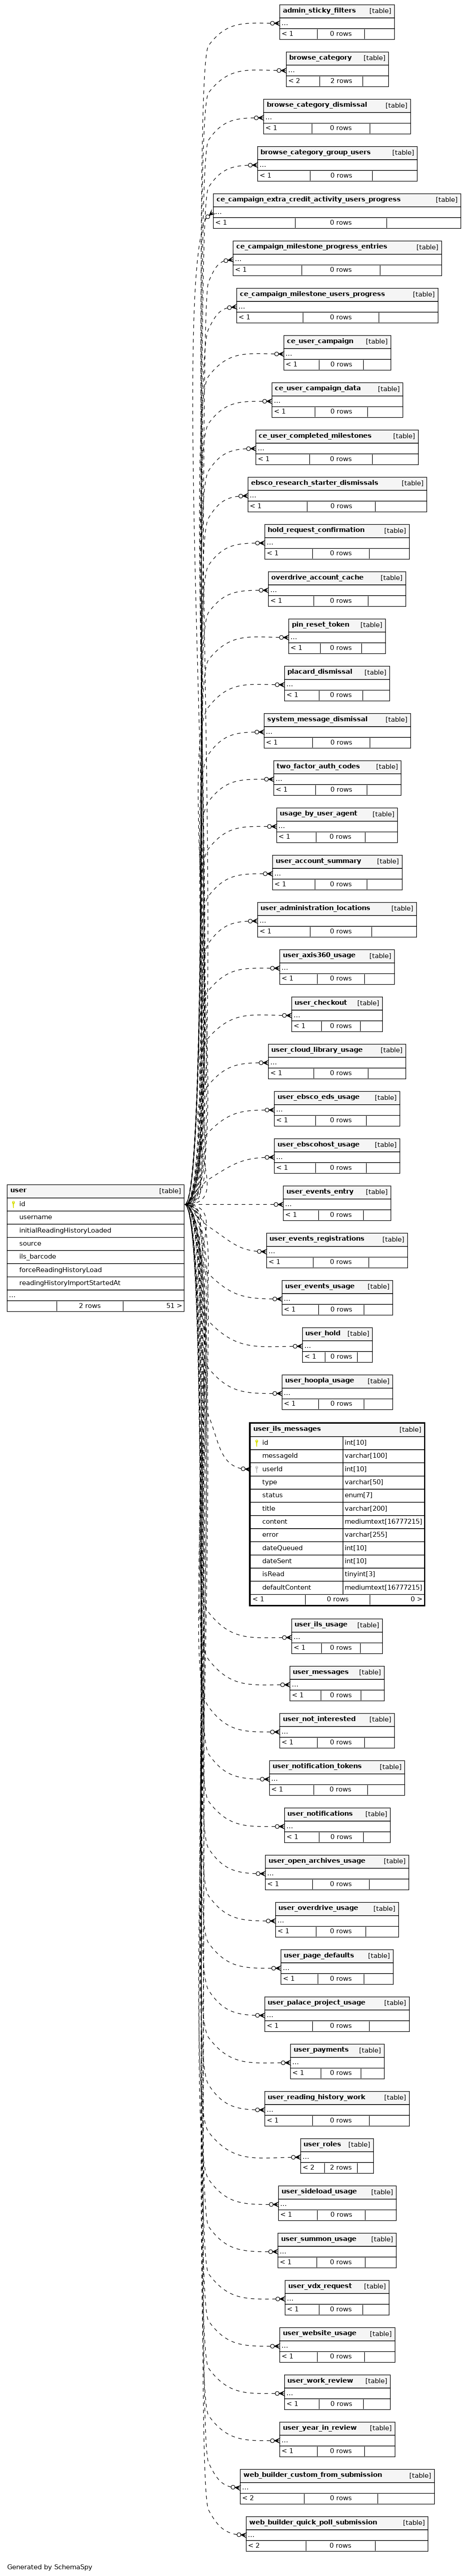 admin_sticky_filters [table]
...
< 1 0 rows
browse_category [table]
...
< 2 2 rows
browse_category_dismissal [table]
...
< 1 0 rows
browse_category_group_users [table]
...
< 1 0 rows
ce_campaign_extra_credit_activity_users_progress [table]
...
< 1 0 rows
ce_campaign_milestone_progress_entries [table]
...
< 1 0 rows
ce_campaign_milestone_users_progress [table]
...
< 1 0 rows
ce_user_campaign [table]
...
< 1 0 rows
ce_user_campaign_data [table]
...
< 1 0 rows
ce_user_completed_milestones [table]
...
< 1 0 rows
ebsco_research_starter_dismissals [table]
...
< 1 0 rows
hold_request_confirmation [table]
...
< 1 0 rows
overdrive_account_cache [table]
...
< 1 0 rows
pin_reset_token [table]
...
< 1 0 rows
placard_dismissal [table]
...
< 1 0 rows
system_message_dismissal [table]
...
< 1 0 rows
two_factor_auth_codes [table]
...
< 1 0 rows
usage_by_user_agent [table]
...
< 1 0 rows
user_account_summary [table]
...
< 1 0 rows
user_administration_locations [table]
...
< 1 0 rows
user_axis360_usage [table]
...
< 1 0 rows
user_checkout [table]
...
< 1 0 rows
user_cloud_library_usage [table]
...
< 1 0 rows
user_ebsco_eds_usage [table]
...
< 1 0 rows
user_ebscohost_usage [table]
...
< 1 0 rows
user [table]
id
username
initialReadingHistoryLoaded
source
ils_barcode
forceReadingHistoryLoad
readingHistoryImportStartedAt
...
2 rows 51 >
user_events_entry [table]
...
< 1 0 rows
user_events_registrations [table]
...
< 1 0 rows
user_events_usage [table]
...
< 1 0 rows
user_hold [table]
...
< 1 0 rows
user_hoopla_usage [table]
...
< 1 0 rows
user_ils_messages [table]
id int[10]
messageId varchar[100]
userId int[10]
type varchar[50]
status enum[7]
title varchar[200]
content mediumtext[16777215]
error varchar[255]
dateQueued int[10]
dateSent int[10]
isRead tinyint[3]
defaultContent mediumtext[16777215]
< 1 0 rows 0 >
user_ils_usage [table]
...
< 1 0 rows
user_messages [table]
...
< 1 0 rows
user_not_interested [table]
...
< 1 0 rows
user_notification_tokens [table]
...
< 1 0 rows
user_notifications [table]
...
< 1 0 rows
user_open_archives_usage [table]
...
< 1 0 rows
user_overdrive_usage [table]
...
< 1 0 rows
user_page_defaults [table]
...
< 1 0 rows
user_palace_project_usage [table]
...
< 1 0 rows
user_payments [table]
...
< 1 0 rows
user_reading_history_work [table]
...
< 1 0 rows
user_roles [table]
...
< 2 2 rows
user_sideload_usage [table]
...
< 1 0 rows
user_summon_usage [table]
...
< 1 0 rows
user_vdx_request [table]
...
< 1 0 rows
user_website_usage [table]
...
< 1 0 rows
user_work_review [table]
...
< 1 0 rows
user_year_in_review [table]
...
< 1 0 rows
web_builder_custom_from_submission [table]
...
< 2 0 rows
web_builder_quick_poll_submission [table]
...
< 2 0 rows
Generated by SchemaSpy